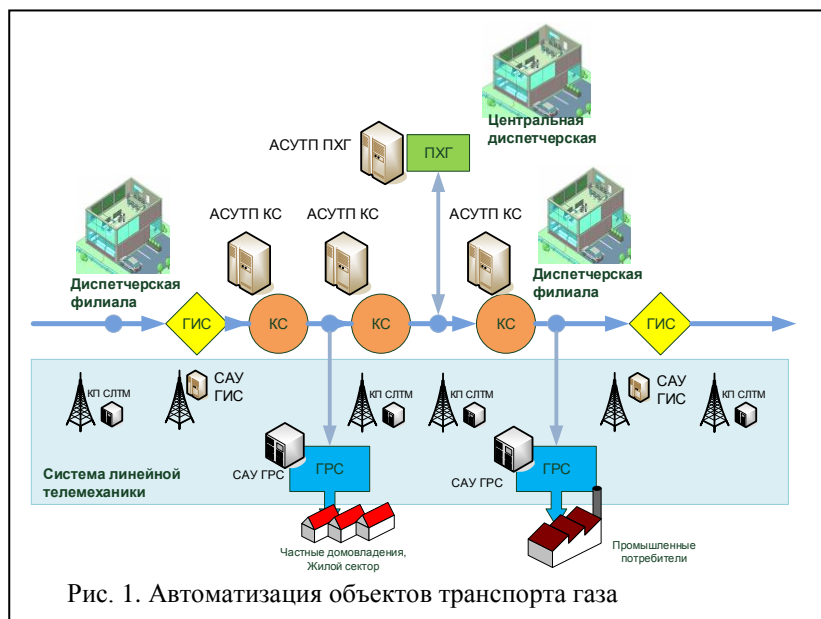 Центральная
диспетчерская
АСУТП ПХГ
ПХГ
АСУТП КС
АСУТП КС
АСУТП КС
Диспетчерская
филиала
Диспетчерская
филиала
ГИС
КС
КС
КС
ГИС
КП СЛТМ
САУ
ГИС
КП СЛТМ
КП СЛТМ
САУ
ГИС
КП СЛТМ
САУ ГРС
ГРС
САУ ГРС
ГРС
Система линейной
телемеханики
Частные домовладения,
Жилой сектор
Промышленные
потребители
Рис. 1. Автоматизация объектов транспорта газа